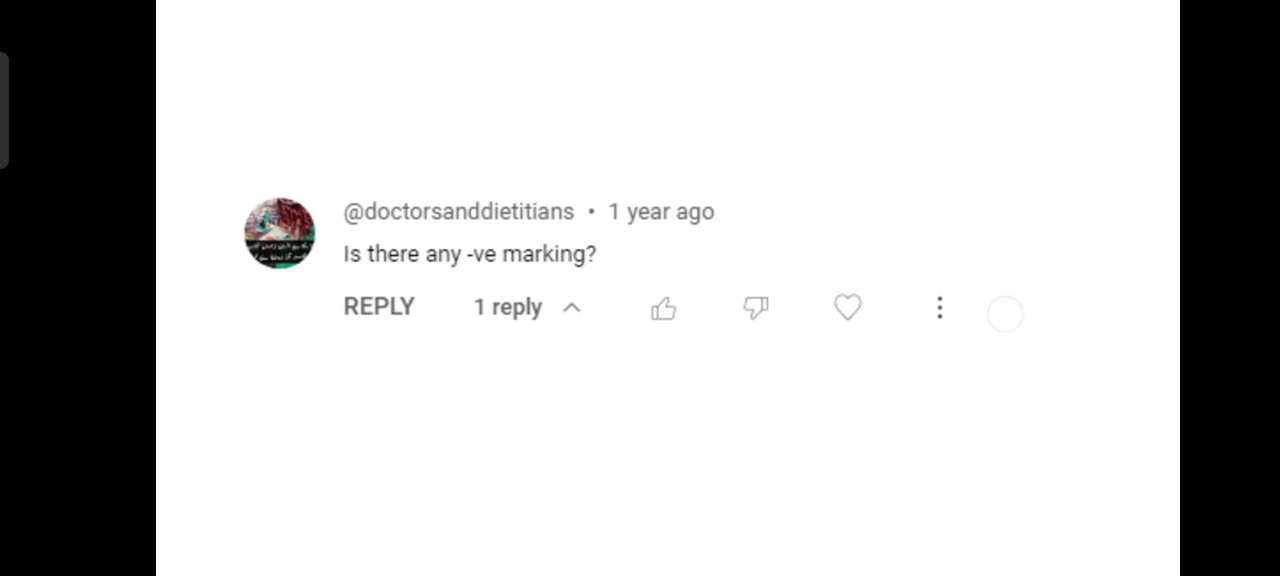 @doctorsanddietitians • 1 year ago
Is there any -ve marking?
REPLY 1 reply